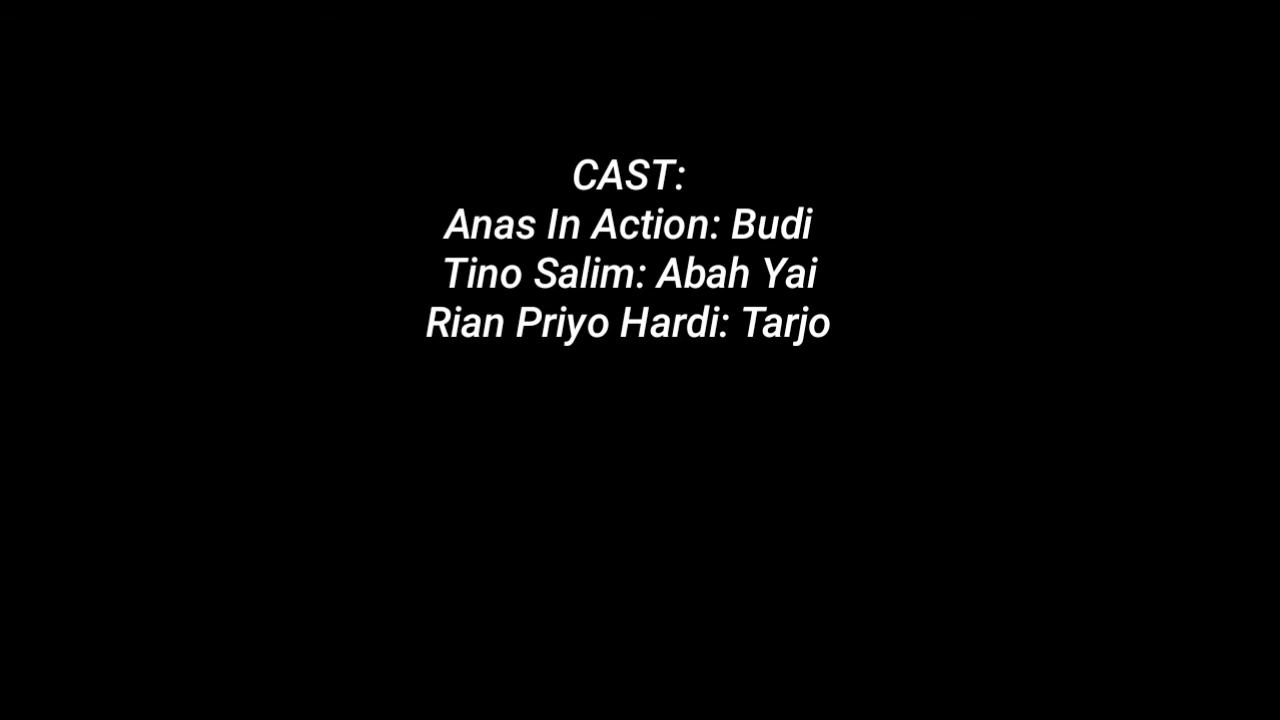 CAST:
Anas In Action: Budi
Tino Salim: Abah Yai
Rian Priyo Hardi: Tarjo